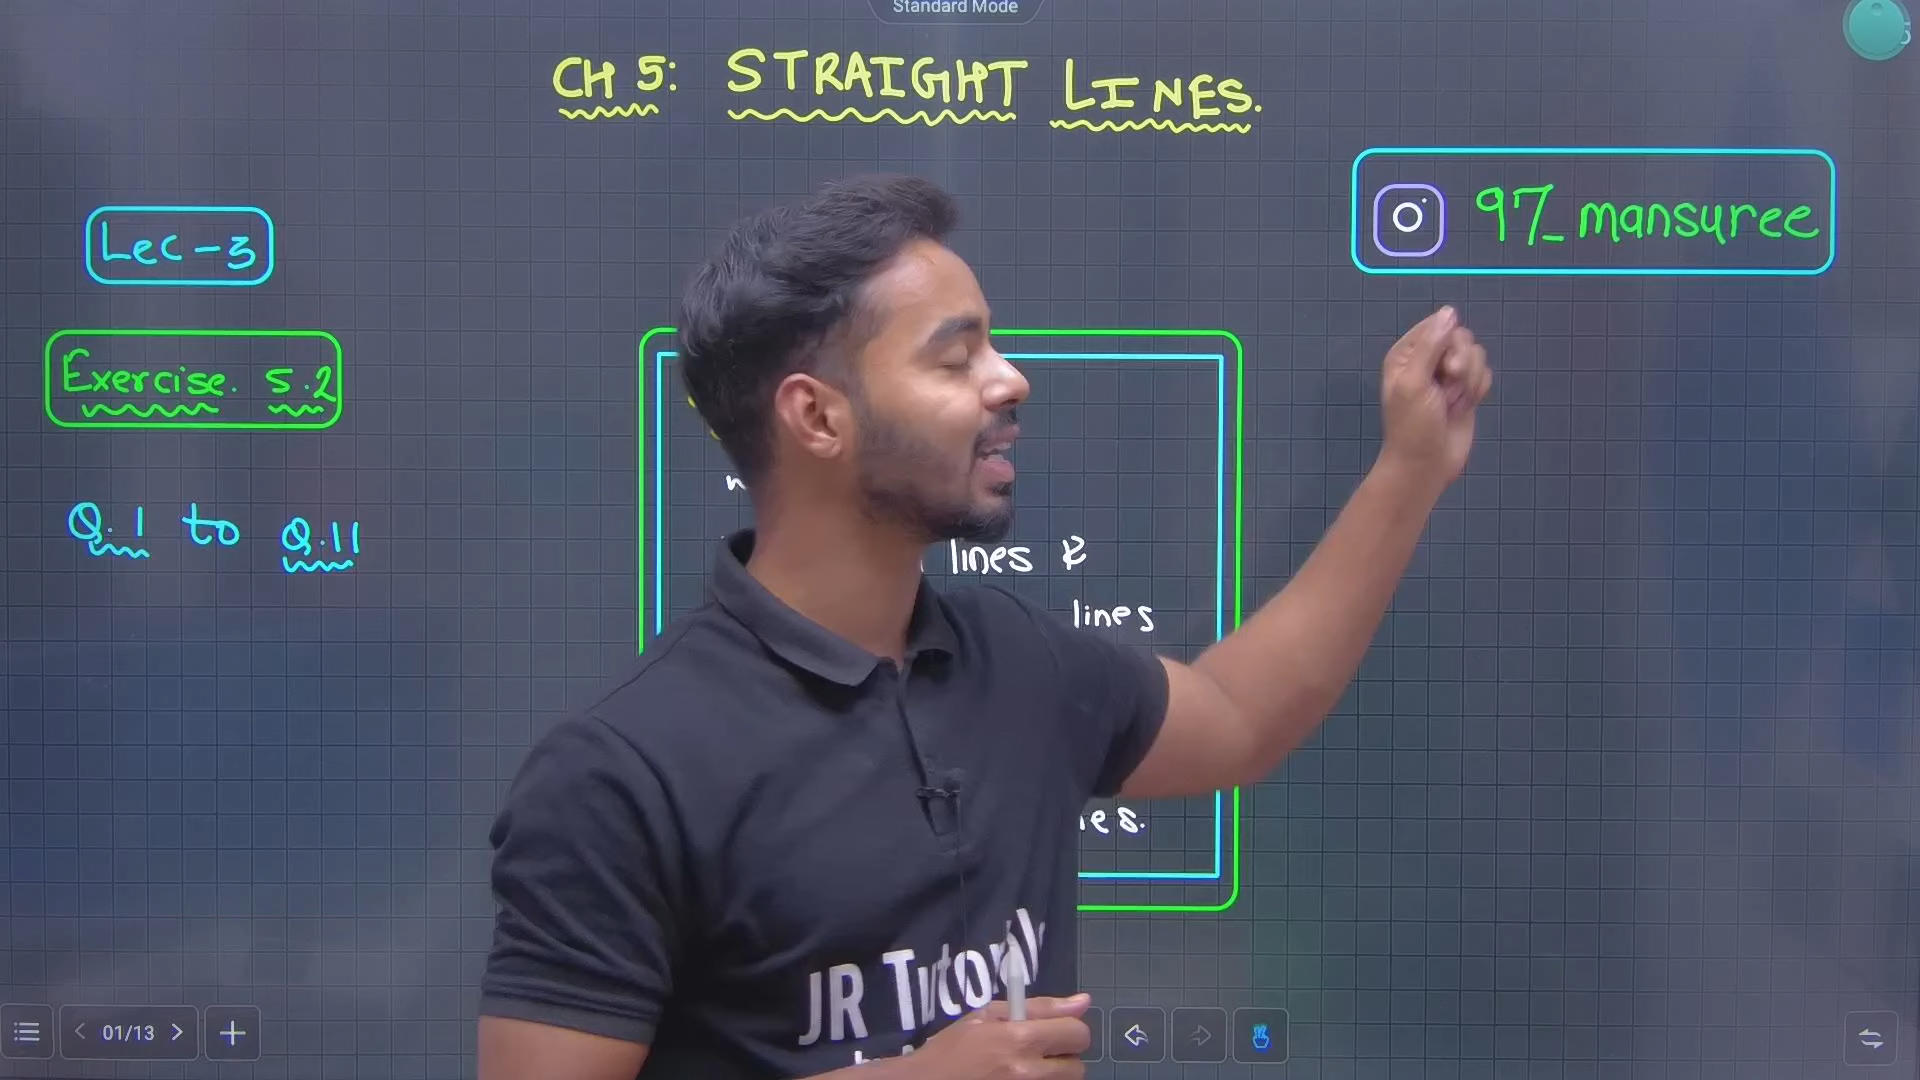 Standard Mode
CH 5: STRAIGHT LINES.
97_mansuree
Lec-3
Exercise. 5.2
Q.1 to Q.11
lines &
lines
JR Tutorials
01/13